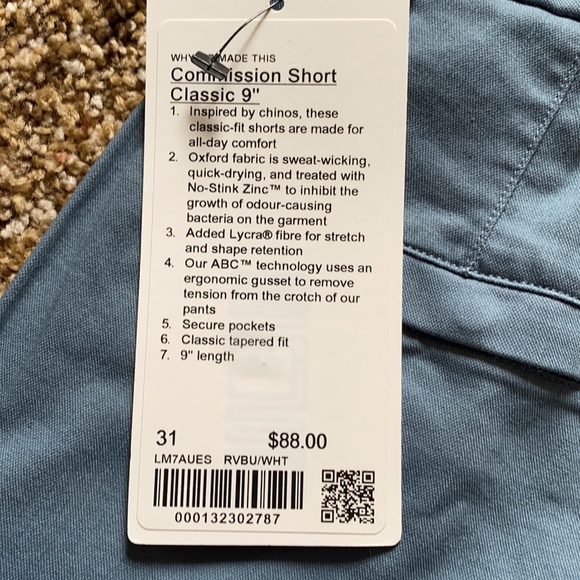 WHY MADE THIS
Commission Short
Classic 9"
1. Inspired by chinos, these
classic-fit shorts are made for
all-day comfort
2. Oxford fabric is sweat-wicking,
quick-drying, and treated with
No-Stink Zinc™ to inhibit the
growth of odour-causing
bacteria on the garment
3. Added Lycra® fibre for stretch
and shape retention
4. Our ABC™ technology uses an
ergonomic gusset to remove
tension from the crotch of our
pants
5. Secure pockets
6. Classic tapered fit
7. 9" length
31 $88.00
LM7AUES RVBU/WHT
000132302787